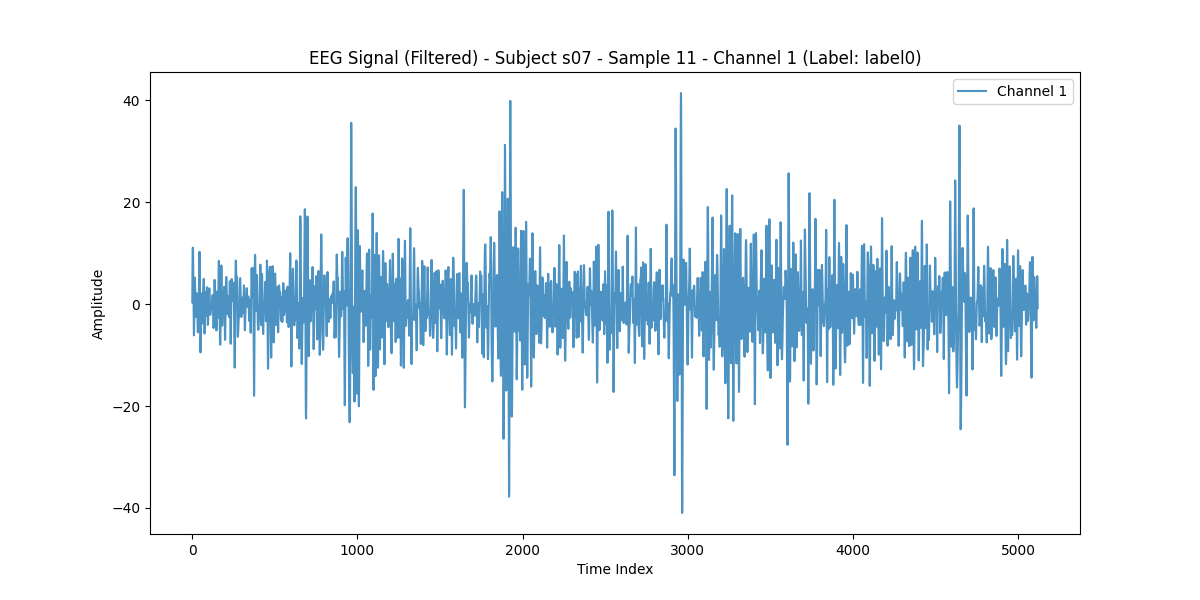 EEG Signal (Filtered) - Subject s07 - Sample 11 - Channel 1 (Label: label0)
Channel 1
40
20
0
−20
−40
Amplitude
0 1000 2000 3000 4000 5000
Time Index